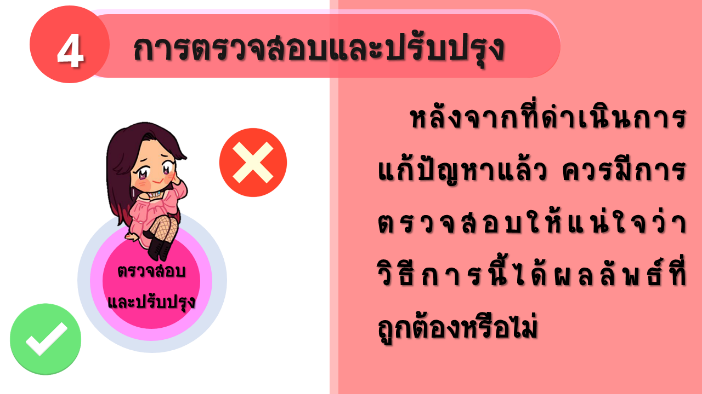 4 การตรวจสอบและปรับปรุง
หลังจากที่ดำเนินการ
แก้ปัญหาแล้ว ควรมีการ
ตรวจสอบให้แน่ใจว่า
วิธีการนี้ได้ผลลัพธ์ที่
ถูกต้องหรือไม่
ตรวจสอบ
และปรับปรุง